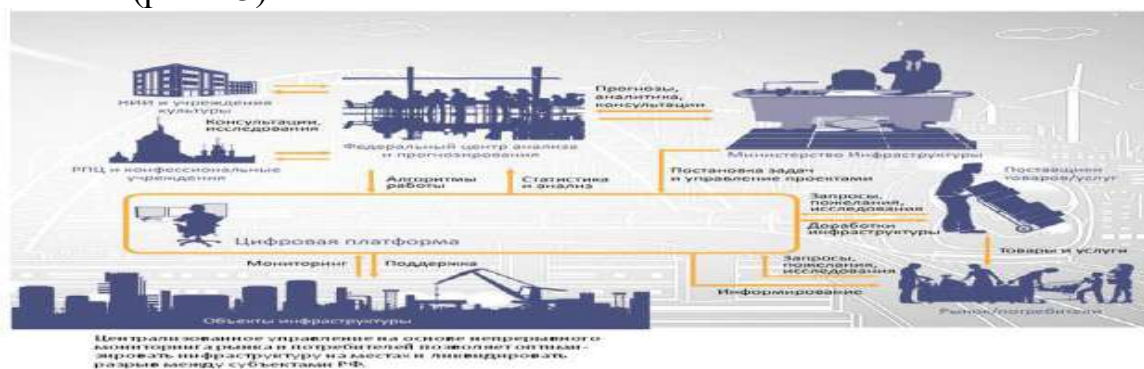 НИИ и учреждения
культуры
Консультации,
исследования
РПЦ и конфессиональные
учреждения
Федеральный центр анализа
и прогнозирования
Прогнозы,
аналитика,
консультации
Министерство Инфраструктуры
Алгоритмы
работы
Статистика
и анализ
Постановка задач
и управление проектами
Поставщики
товаров/услуг
Запросы,
пожелания,
исследования
Доработки
инфраструктуры
Цифровая платформа
Товары и услуги
Мониторинг
Поддержка
Запросы,
пожелания,
исследования
Информирование
Рынок/потребители
Объекты инфраструктуры
Централизованное управление на основе непрерывного
мониторинга рынка и потребителей позволяет оптими-
зировать инфраструктуру на местах и ликвидировать
разрыв между субъектами РФ.